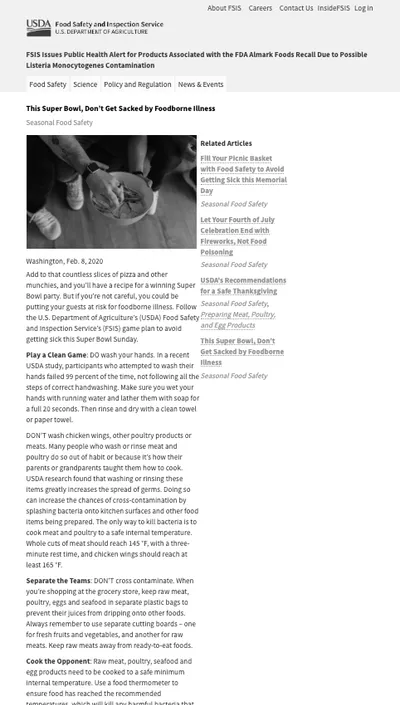 About FSIS Careers Contact Us InsideFSIS Log in
USDA Food Safety and Inspection Service
U.S. DEPARTMENT OF AGRICULTURE
FSIS Issues Public Health Alert for Products Associated with the FDA Almark Foods Recall Due to Possible
Listeria Monocytogenes Contamination
Food Safety Science Policy and Regulation News & Events
This Super Bowl, Don't Get Sacked by Foodborne Illness
Seasonal Food Safety
Washington, Feb. 8, 2020
Add to that countless slices of pizza and other
munchies, and you'll have a recipe for a winning Super
Bowl party. But if you're not careful, you could be
putting your guests at risk for foodborne illness. Follow
the U.S. Department of Agriculture's (USDA) Food Safety
and Inspection Service's (FSIS) game plan to avoid
getting sick this Super Bowl Sunday.
Play a Clean Game: DO wash your hands. In a recent
USDA study, participants who attempted to wash their
hands failed 99 percent of the time, not following all the
steps of correct handwashing. Make sure you wet your
hands with running water and lather them with soap for
a full 20 seconds. Then rinse and dry with a clean towel
or paper towel.
DON'T wash chicken wings, other poultry products or
meats. Many people who wash or rinse meat and
poultry do so out of habit or because it's how their
parents or grandparents taught them how to cook.
USDA research found that washing or rinsing these
items greatly increases the spread of germs. Doing so
can increase the chances of cross-contamination by
splashing bacteria onto kitchen surfaces and other food
items being prepared. The only way to kill bacteria is to
cook meat and poultry to a safe internal temperature.
Whole cuts of meat should reach 145 °F, with a three-
minute rest time, and chicken wings should reach at
least 165 °F.
Separate the Teams: DON'T cross contaminate. When
you're shopping at the grocery store, keep raw meat,
poultry, eggs and seafood in separate plastic bags to
prevent their juices from dripping onto other foods.
Always remember to use separate cutting boards – one
for fresh fruits and vegetables, and another for raw
meats. Keep raw meats away from ready-to-eat foods.
Cook the Opponent: Raw meat, poultry, seafood and
egg products need to be cooked to a safe minimum
internal temperature. Use a food thermometer to
ensure food has reached the recommended
temperatures, which will kill any harmful bacteria that
Related Articles
Fill Your Picnic Basket
with Food Safety to Avoid
Getting Sick this Memorial
Day
Seasonal Food Safety
Let Your Fourth of July
Celebration End with
Fireworks, Not Food
Poisoning
Seasonal Food Safety
USDA's Recommendations
for a Safe Thanksgiving
Seasonal Food Safety,
Preparing Meat, Poultry,
and Egg Products
This Super Bowl, Don't
Get Sacked by Foodborne
Illness
Seasonal Food Safety